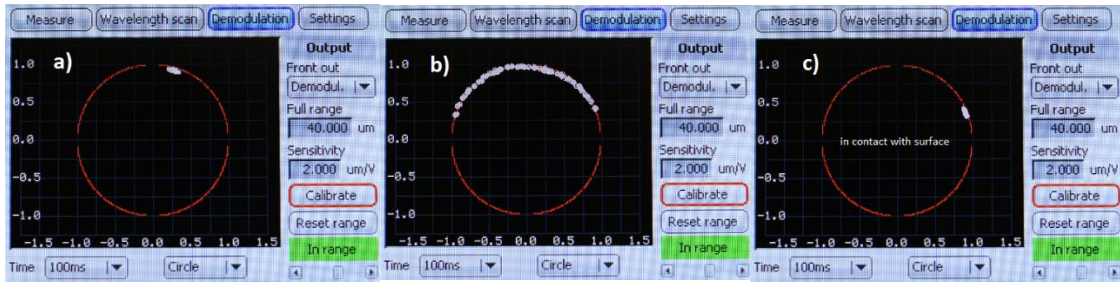 Measure Wavelength scan Demodulation Settings
a)
Output
Front out
Demodul.
Full range
40.000 um
Sensitivity
2.000 um/V
Calibrate
Reset range
In range
1.0
0.5
0.0
-0.5
-1.0
-1.5 -1.0 -0.5 0.0 0.5 1.0 1.5
Time 100ms Circle
Measure Wavelength scan Demodulation Settings
b)
Output
Front out
Demodul.
Full range
40.000 um
Sensitivity
2.000 um/V
Calibrate
Reset range
In range
1.0
0.5
0.0
-0.5
-1.0
-1.5 -1.0 -0.5 0.0 0.5 1.0 1.5
Time 100ms Circle
Measure Wavelength scan Demodulation Settings
c)
in contact with surface
Output
Front out
Demodul.
Full range
40.000 um
Sensitivity
2.000 um/V
Calibrate
Reset range
In range
1.0
0.5
0.0
-0.5
-1.0
-1.5 -1.0 -0.5 0.0 0.5 1.0 1.5
Time 100ms Circle